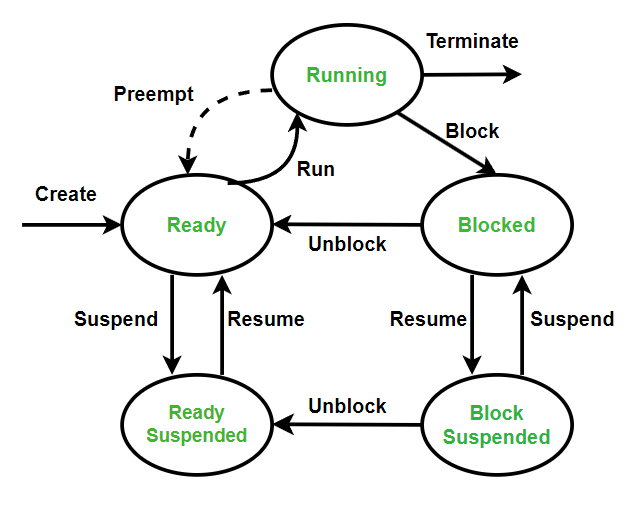 Terminate
Running
Preempt
Block
Run
Create
Ready
Blocked
Unblock
Suspend
Resume
Resume
Suspend
Unblock
Ready
Suspended
Block
Suspended